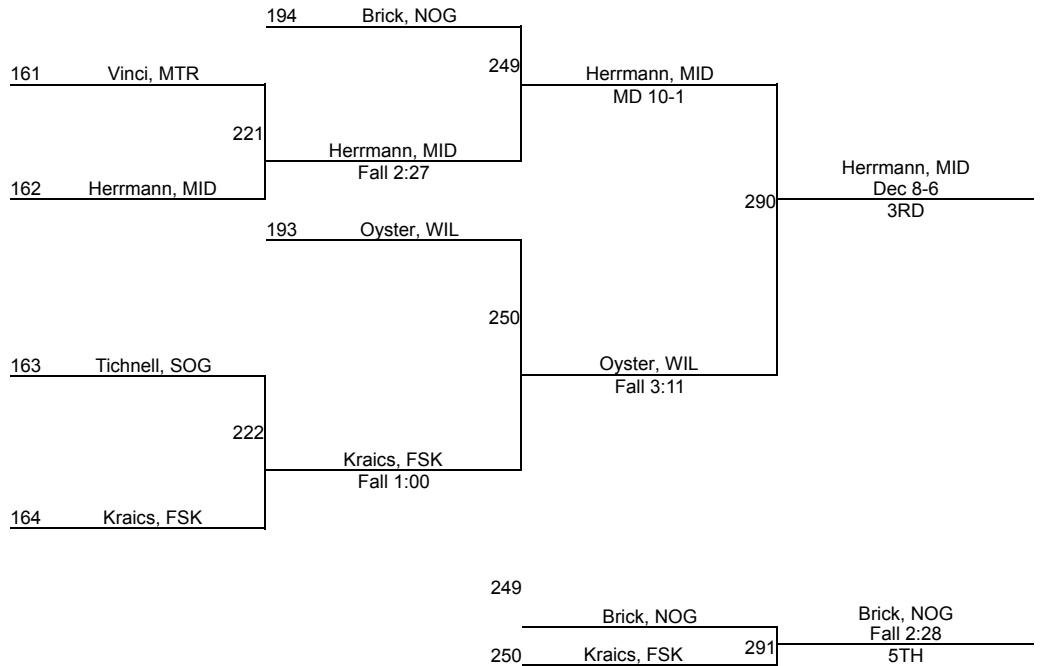 194 Brick, NOG
249
161 Vinci, MTR
Herrmann, MID
MD 10-1
221
Herrmann, MID
Fall 2:27
Herrmann, MID
Dec 8-6
3RD
162 Herrmann, MID
290
193 Oyster, WIL
250
163 Tichnell, SOG
Oyster, WIL
Fall 3:11
222
Kraics, FSK
Fall 1:00
164 Kraics, FSK
249
Brick, NOG
Brick, NOG
Fall 2:28
5TH
291
250 Kraics, FSK